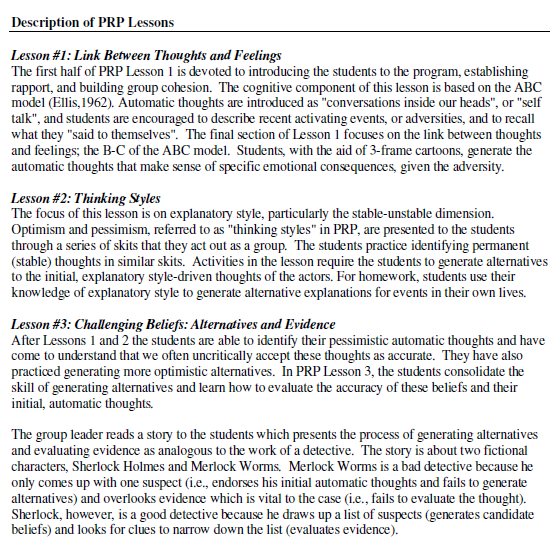 Description of PRP Lessons
Lesson #1: Link Between Thoughts and Feelings
The first half of PRP Lesson 1 is devoted to introducing the students to the program, establishing
rapport, and building group cohesion. The cognitive component of this lesson is based on the ABC
model (Ellis,1962). Automatic thoughts are introduced as "conversations inside our heads", or "self
talk", and students are encouraged to describe recent activating events, or adversities, and to recall
what they "said to themselves". The final section of Lesson 1 focuses on the link between thoughts
and feelings; the B-C of the ABC model. Students, with the aid of 3-frame cartoons, generate the
automatic thoughts that make sense of specific emotional consequences, given the adversity.
Lesson #2: Thinking Styles
The focus of this lesson is on explanatory style, particularly the stable-unstable dimension.
Optimism and pessimism, referred to as "thinking styles" in PRP, are presented to the students
through a series of skits that they act out as a group. The students practice identifying permanent
(stable) thoughts in similar skits. Activities in the lesson require the students to generate alternatives
to the initial, explanatory style-driven thoughts of the actors. For homework, students use their
knowledge of explanatory style to generate alternative explanations for events in their own lives.
Lesson #3: Challenging Beliefs: Alternatives and Evidence
After Lessons 1 and 2 the students are able to identify their pessimistic automatic thoughts and have
come to understand that we often uncritically accept these thoughts as accurate. They have also
practiced generating more optimistic alternatives. In PRP Lesson 3, the students consolidate the
skill of generating alternatives and learn how to evaluate the accuracy of these beliefs and their
initial, automatic thoughts.
The group leader reads a story to the students which presents the process of generating alternatives
and evaluating evidence as analogous to the work of a detective. The story is about two fictional
characters, Sherlock Holmes and Merlock Worms. Merlock Worms is a bad detective because he
only comes up with one suspect (i.e., endorses his initial automatic thoughts and fails to generate
alternatives) and overlooks evidence which is vital to the case (i.e., fails to evaluate the thought).
Sherlock, however, is a good detective because he draws up a list of suspects (generates candidate
beliefs) and looks for clues to narrow down the list (evaluates evidence).